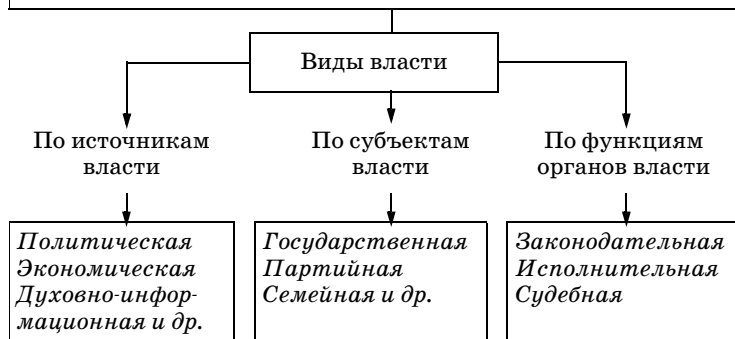 Виды власти
По источникам
власти
По субъектам
власти
По функциям
органов власти
Политическая
Экономическая
Духовно-инфор-
мационная и др.
Государственная
Партийная
Семейная и др.
Законодательная
Исполнительная
Судебная